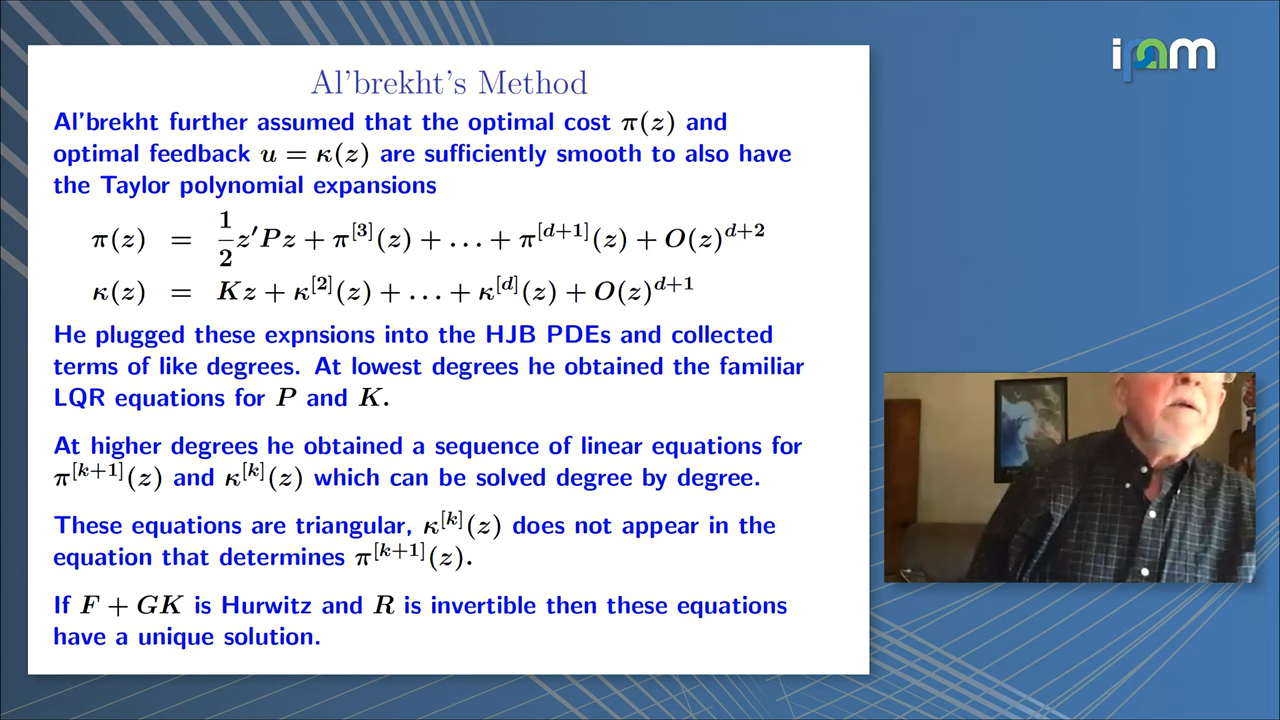 Al'brekht's Method
ipam
Al'brekht further assumed that the optimal cost π(z) and
optimal feedback u = κ(z) are sufficiently smooth to also have
the Taylor polynomial expansions
π(z) = 1/2 z′Pz + π^[3](z) + … + π^[d+1](z) + O(z)^d+2
κ(z) = Kz + κ^[2](z) + … + κ^[d](z) + O(z)^d+1
He plugged these expnsions into the HJB PDEs and collected
terms of like degrees. At lowest degrees he obtained the familiar
LQR equations for P and K.
At higher degrees he obtained a sequence of linear equations for
π^[k+1](z) and κ^[k](z) which can be solved degree by degree.
These equations are triangular, κ^[k](z) does not appear in the
equation that determines π^[k+1](z).
If F + GK is Hurwitz and R is invertible then these equations
have a unique solution.